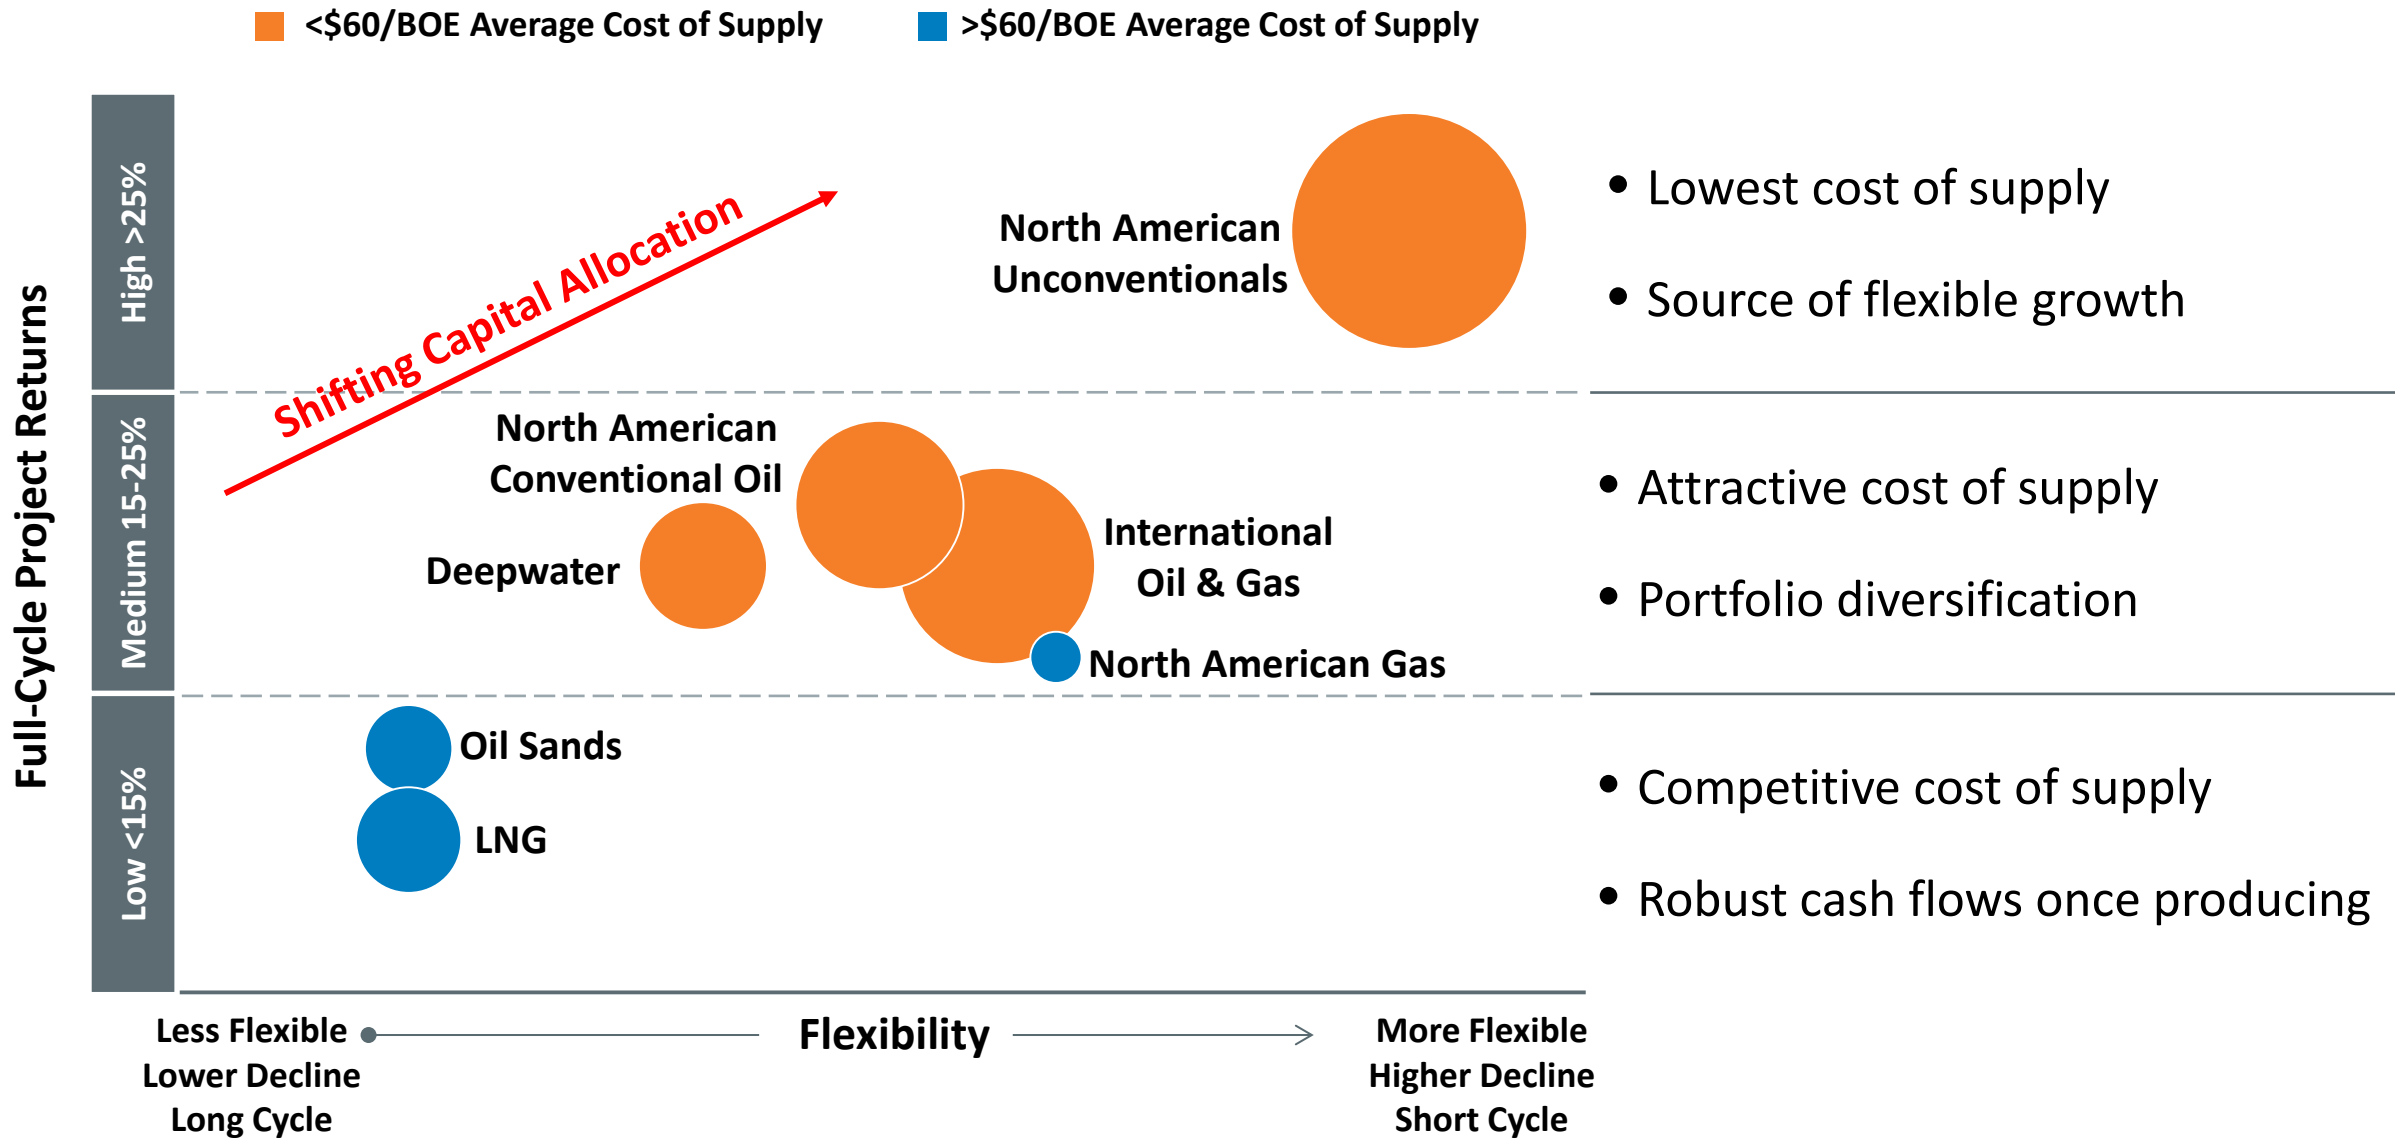 <$60/BOE Average Cost of Supply
>$60/BOE Average Cost of Supply
Full-Cycle Project Returns
High >25%
Shifting Capital Allocation
North American
Unconventionals
• Lowest cost of supply
• Source of flexible growth
Medium 15-25%
North American
Conventional Oil
Deepwater
International
Oil & Gas
North American Gas
• Attractive cost of supply
• Portfolio diversification
Low <15%
Oil Sands
LNG
• Competitive cost of supply
• Robust cash flows once producing
Less Flexible
Lower Decline
Long Cycle
Flexibility
More Flexible
Higher Decline
Short Cycle